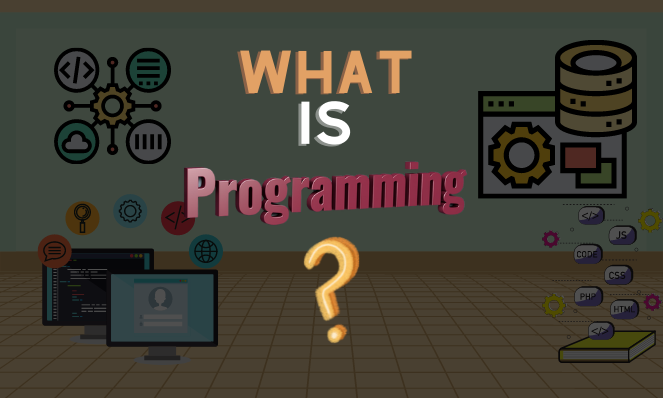 WHAT
IS
Programming
?
</>
</>
JS
CODE
CSS
PHP
HTML
</>
</>